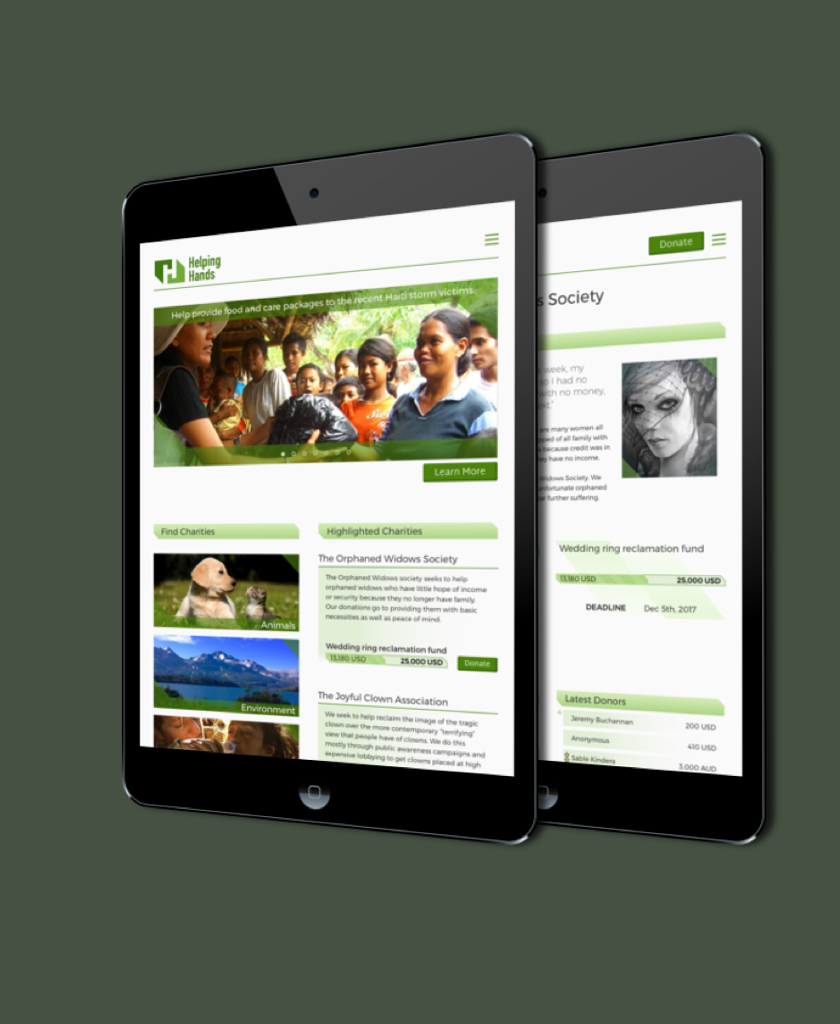 Helping
Hands
Help provide food and care packages to the recent Haiti storm victims.
Learn More
Find Charities
Animals
Environment
Highlighted Charities
The Orphaned Widows Society
The Orphaned Widows society seeks to help
orphaned widows who have little hope of income
or security because they no longer have family.
Our donations go to providing them with basic
necessities as well as peace of mind.
Wedding ring reclamation fund
13,180 USD
25,000 USD
Donate
The Joyful Clown Association
We seek to help reclaim the image of the tragic
clown over the more contemporary "terrifying"
view that people have of clowns. We do this
mostly through public awareness campaigns and
expensive lobbying to get clowns placed at high
Donate
s Society
week, my
so I had no
with no money,
are many women all
pped of all family with
because credit was in
they have no income.
Widows Society. We
unfortunate orphaned
further suffering.
Wedding ring reclamation fund
13,180 USD
25,000 USD
DEADLINE Dec 5th, 2017
Latest Donors
Jeremy Buchannan 200 USD
Anonymous 410 USD
Sable Kinders 3,000 AUD